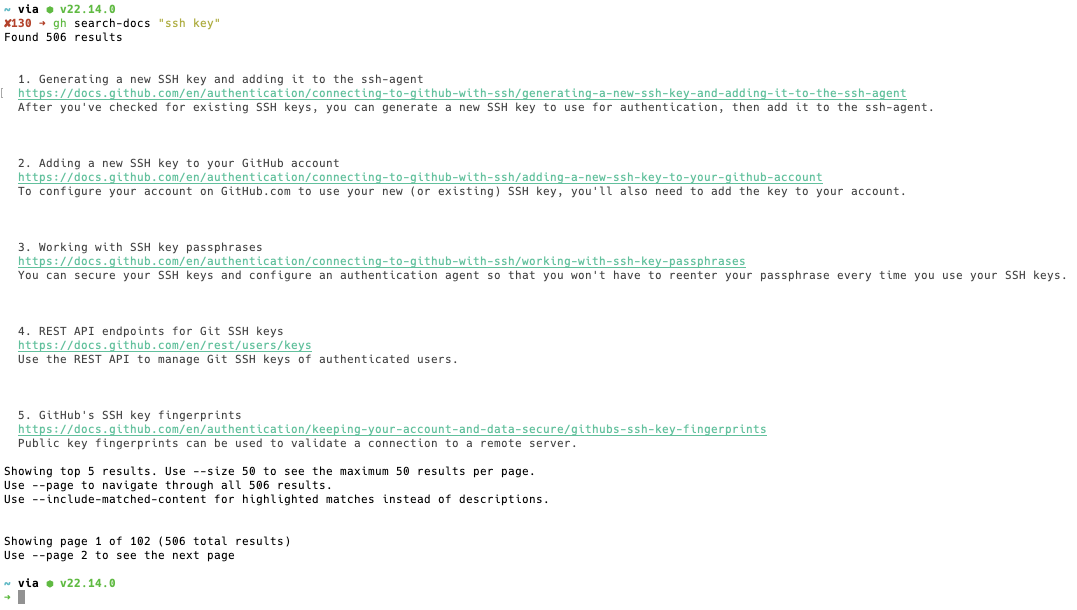 ~ via ⬢ v22.14.0
✘130 → gh search-docs "ssh key"
Found 506 results
1. Generating a new SSH key and adding it to the ssh-agent
https://docs.github.com/en/authentication/connecting-to-github-with-ssh/generating-a-new-ssh-key-and-adding-it-to-the-ssh-agent
After you've checked for existing SSH keys, you can generate a new SSH key to use for authentication, then add it to the ssh-agent.
2. Adding a new SSH key to your GitHub account
https://docs.github.com/en/authentication/connecting-to-github-with-ssh/adding-a-new-ssh-key-to-your-github-account
To configure your account on GitHub.com to use your new (or existing) SSH key, you'll also need to add the key to your account.
3. Working with SSH key passphrases
https://docs.github.com/en/authentication/connecting-to-github-with-ssh/working-with-ssh-key-passphrases
You can secure your SSH keys and configure an authentication agent so that you won't have to reenter your passphrase every time you use your SSH keys.
4. REST API endpoints for Git SSH keys
https://docs.github.com/en/rest/users/keys
Use the REST API to manage Git SSH keys of authenticated users.
5. GitHub's SSH key fingerprints
https://docs.github.com/en/authentication/keeping-your-account-and-data-secure/githubs-ssh-key-fingerprints
Public key fingerprints can be used to validate a connection to a remote server.
Showing top 5 results. Use --size 50 to see the maximum 50 results per page.
Use --page to navigate through all 506 results.
Use --include-matched-content for highlighted matches instead of descriptions.
Showing page 1 of 102 (506 total results)
Use --page 2 to see the next page
~ via ⬢ v22.14.0
→